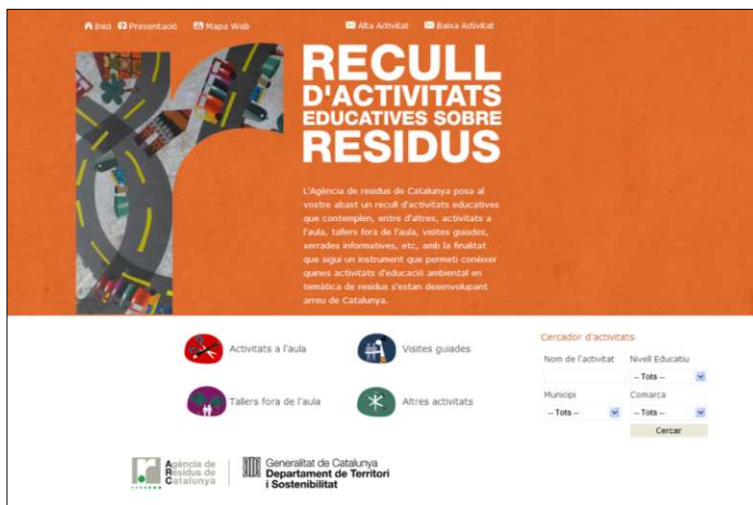 Inici Presentació Mapa Web Alta Activitat Baixa Activitat
RECULL
D'ACTIVITATS
EDUCATIVES SOBRE
RESIDUS
L'Agència de residus de Catalunya posa al
vostre abast un recull d'activitats educatives
que contemplen, entre d'altres, activitats a
l'aula, tallers fora de l'aula, visites guiades,
xerrades informatives, etc, amb la finalitat
que sigui un instrument que permeti conèixer
quines activitats d'educació ambiental en
temàtica de residus s'estan desenvolupant
arreu de Catalunya.
Activitats a l'aula
Visites guiades
Tallers fora de l'aula
Altres activitats
Cercador d'activitats
Nom de l'activitat Nivell Educatiu
-- Tots --
Municipi Comarca
-- Tots -- -- Tots --
Cercar
Agència de
Residus de
Catalunya
Generalitat de Catalunya
Departament de Territori
i Sostenibilitat